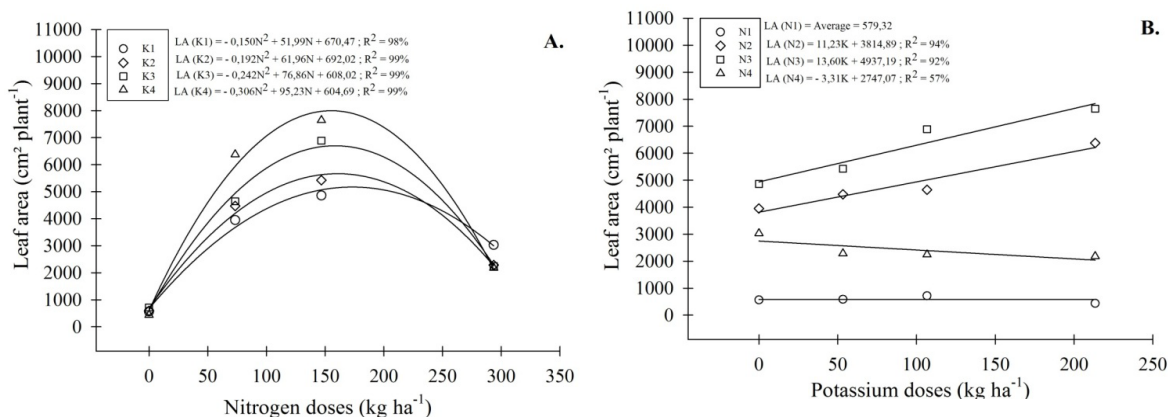 A.
K1
K2
K3
K4
LA (K1) = - 0,150N² + 51,99N + 670,47 ; R² = 98%
LA (K2) = - 0,192N² + 61,96N + 692,02 ; R² = 99%
LA (K3) = - 0,242N² + 76,86N + 608,02 ; R² = 99%
LA (K4) = - 0,306N² + 95,23N + 604,69 ; R² = 99%
Leaf area (cm² plant⁻¹)
11000
10000
9000
8000
7000
6000
5000
4000
3000
2000
1000
0
0 50 100 150 200 250 300 350
Nitrogen doses (kg ha⁻¹)
B.
N1
N2
N3
N4
LA (N1) = Average = 579,32
LA (N2) = 11,23K + 3814,89 ; R² = 94%
LA (N3) = 13,60K + 4937,19 ; R² = 92%
LA (N4) = - 3,31K + 2747,07 ; R² = 57%
Leaf area (cm² plant⁻¹)
11000
10000
9000
8000
7000
6000
5000
4000
3000
2000
1000
0
0 50 100 150 200 250
Potassium doses (kg ha⁻¹)